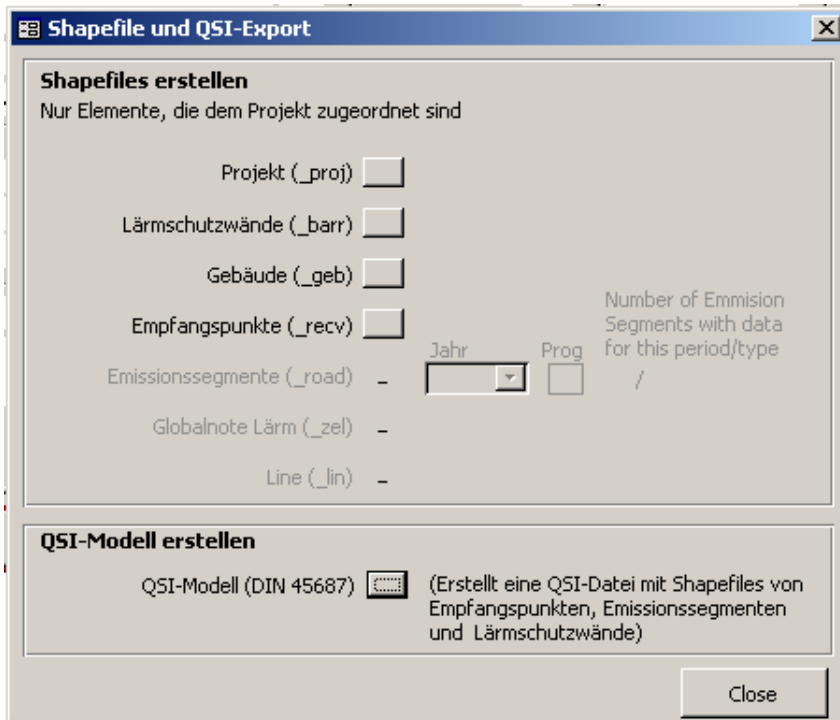 Shapefile und QSI-Export
Shapefiles erstellen
Nur Elemente, die dem Projekt zugeordnet sind
Projekt (_proj)
Lärmschutzwände (_barr)
Gebäude (_geb)
Empfangspunkte (_recv)
Emissionssegmente (_road) –
Jahr
Prog
Number of Emmision
Segments with data
for this period/type
/
Globalnote Lärm (_zel) –
Line (_lin) –
QSI-Modell erstellen
QSI-Modell (DIN 45687)
(Erstellt eine QSI-Datei mit Shapefiles von
Empfangspunkten, Emissionssegmenten
und Lärmschutzwände)
Close